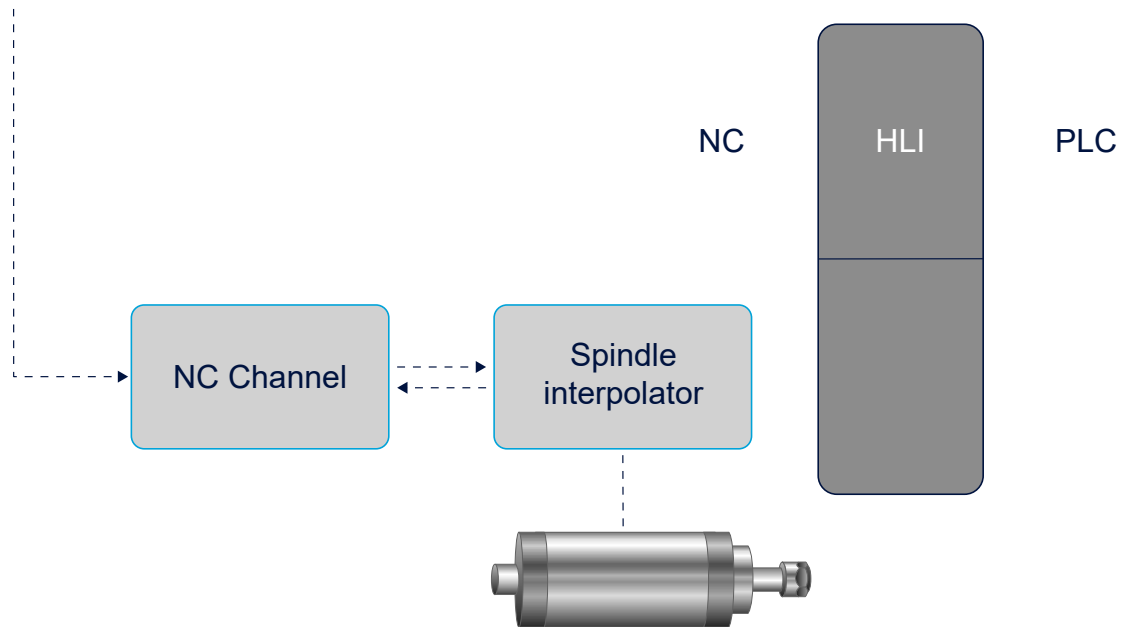 NC
HLI
PLC
NC Channel
Spindle
interpolator